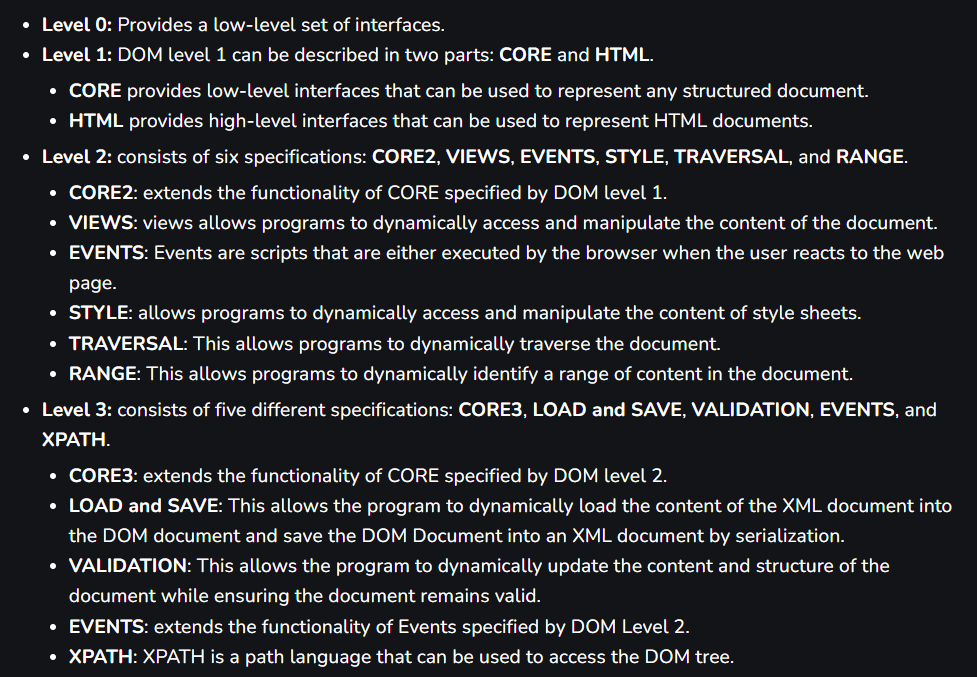 Level 0: Provides a low-level set of interfaces.
Level 1: DOM level 1 can be described in two parts: CORE and HTML.
CORE provides low-level interfaces that can be used to represent any structured document.
HTML provides high-level interfaces that can be used to represent HTML documents.
Level 2: consists of six specifications: CORE2, VIEWS, EVENTS, STYLE, TRAVERSAL, and RANGE.
CORE2: extends the functionality of CORE specified by DOM level 1.
VIEWS: views allows programs to dynamically access and manipulate the content of the document.
EVENTS: Events are scripts that are either executed by the browser when the user reacts to the web
page.
STYLE: allows programs to dynamically access and manipulate the content of style sheets.
TRAVERSAL: This allows programs to dynamically traverse the document.
RANGE: This allows programs to dynamically identify a range of content in the document.
Level 3: consists of five different specifications: CORE3, LOAD and SAVE, VALIDATION, EVENTS, and
XPATH.
CORE3: extends the functionality of CORE specified by DOM level 2.
LOAD and SAVE: This allows the program to dynamically load the content of the XML document into
the DOM document and save the DOM Document into an XML document by serialization.
VALIDATION: This allows the program to dynamically update the content and structure of the
document while ensuring the document remains valid.
EVENTS: extends the functionality of Events specified by DOM Level 2.
XPATH: XPATH is a path language that can be used to access the DOM tree.